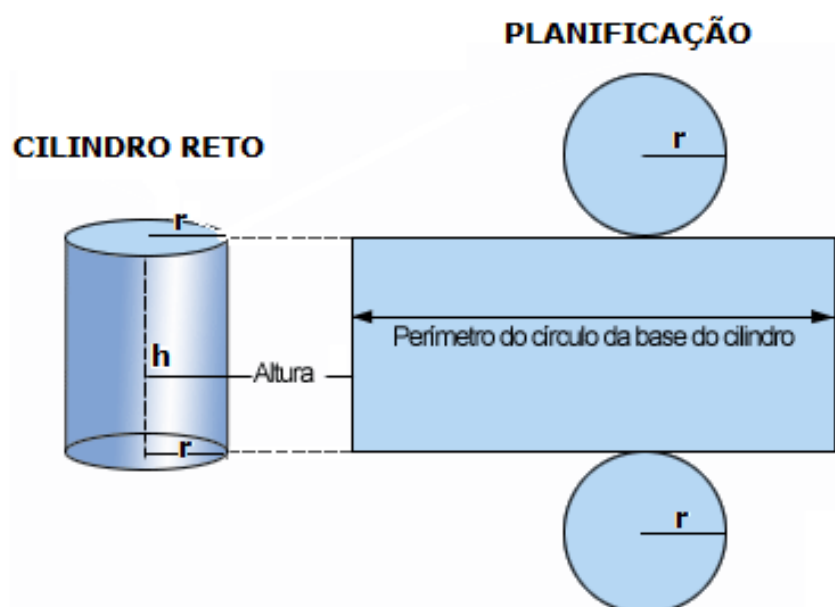 PLANIFICAÇÃO
r
CILINDRO RETO
r
Perímetro do círculo da base do cilindro
h
Altura
r
r